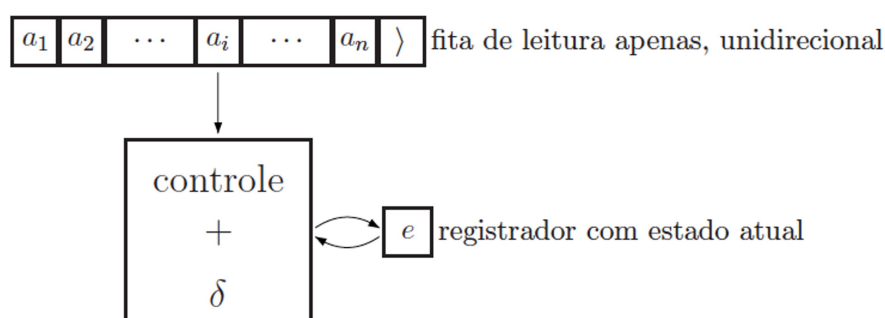 a1 a2 ... ai ... an ⟩ fita de leitura apenas, unidirecional
controle
+
e registrador com estado atual
δ